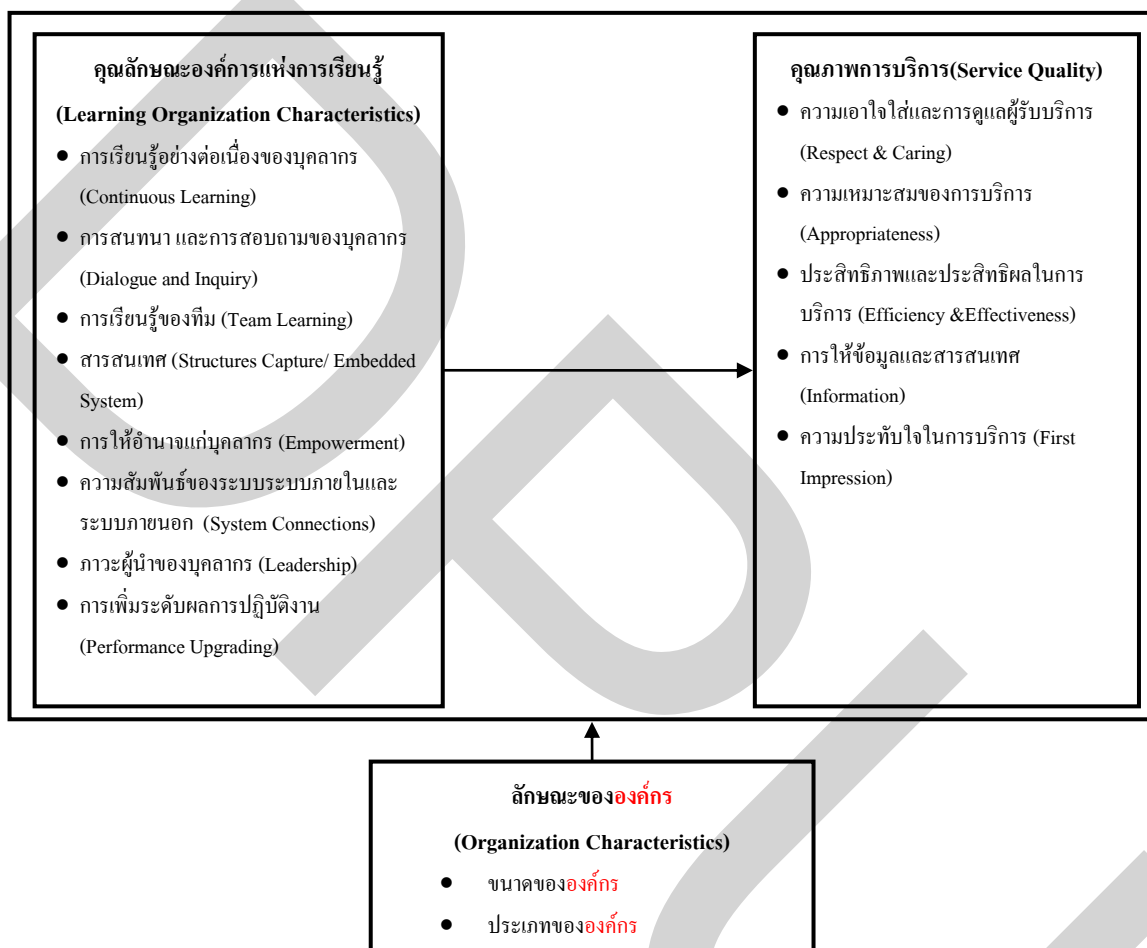 คุณลักษณะองค์การแห่งการเรียนรู้
(Learning Organization Characteristics)
● การเรียนรู้อย่างต่อเนื่องของบุคลากร
(Continuous Learning)
● การสนทนา และการสอบถามของบุคลากร
(Dialogue and Inquiry)
● การเรียนรู้ของทีม (Team Learning)
● สารสนเทศ (Structures Capture/ Embedded
System)
● การให้อำนาจแก่บุคลากร (Empowerment)
● ความสัมพันธ์ของระบบระบบภายในและ
ระบบภายนอก (System Connections)
● ภาวะผู้นำของบุคลากร (Leadership)
● การเพิ่มระดับผลการปฏิบัติงาน
(Performance Upgrading)
คุณภาพการบริการ(Service Quality)
● ความเอาใจใส่และการดูแลผู้รับบริการ
(Respect & Caring)
● ความเหมาะสมของการบริการ
(Appropriateness)
● ประสิทธิภาพและประสิทธิผลในการ
บริการ (Efficiency &Effectiveness)
● การให้ข้อมูลและสารสนเทศ
(Information)
● ความประทับใจในการบริการ (First
Impression)
ลักษณะขององค์กร
(Organization Characteristics)
● ขนาดขององค์กร
● ประเภทขององค์กร